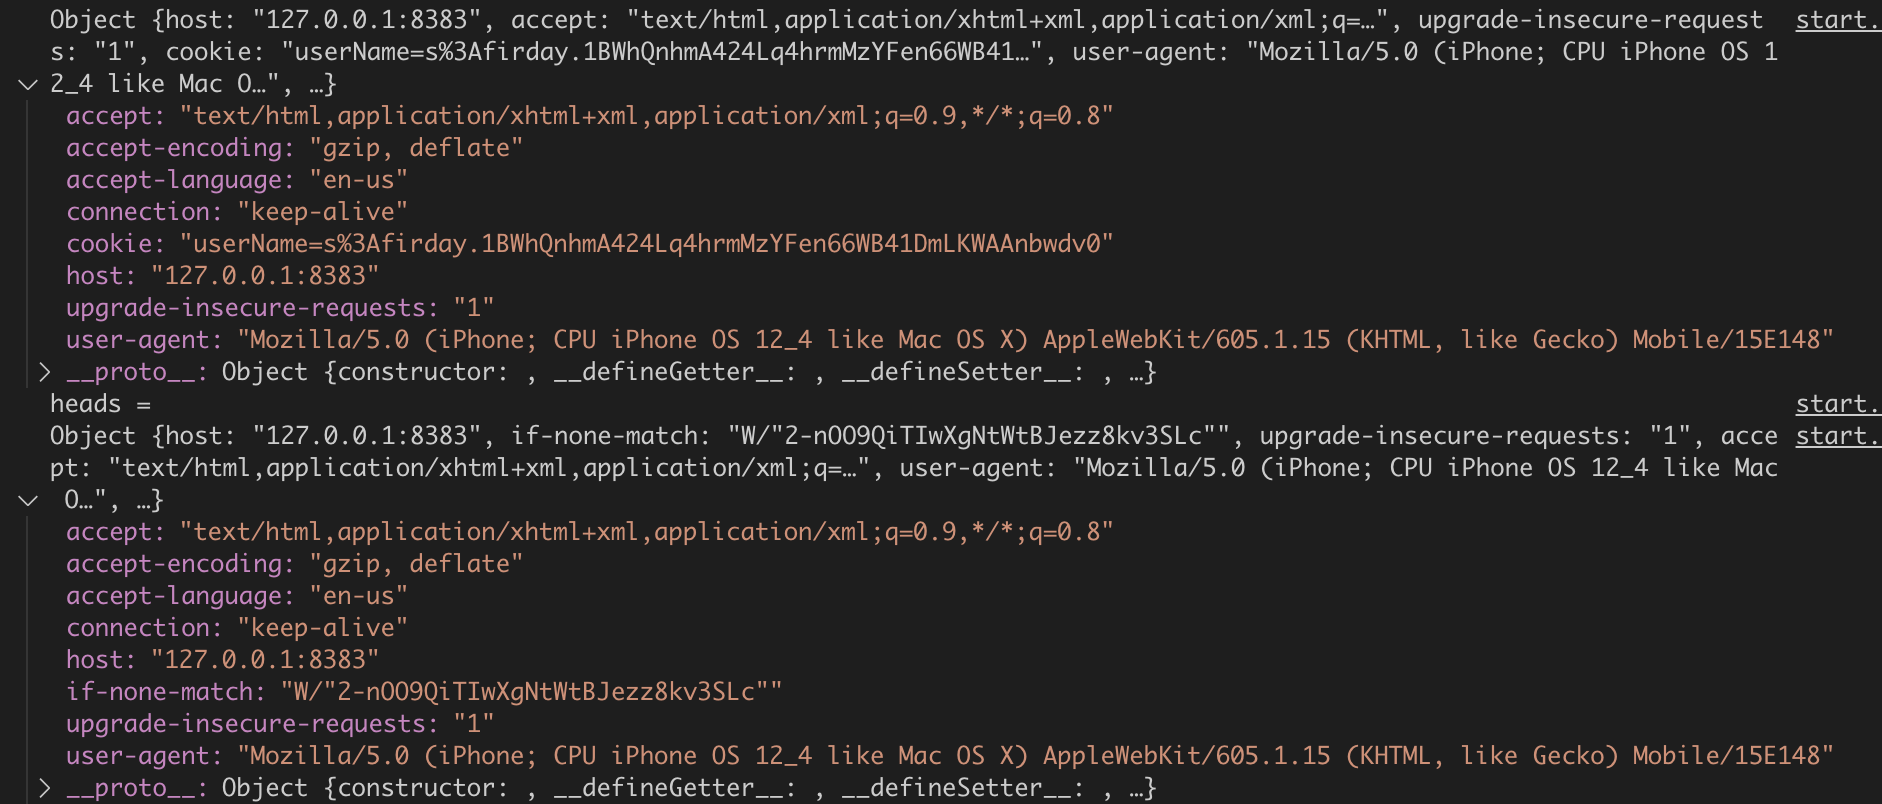 Object {host: "127.0.0.1:8383", accept: "text/html,application/xhtml+xml,application/xml;q=…", upgrade-insecure-request start.
s: "1", cookie: "userName=s%3Afirday.1BWhQnhmA424Lq4hrmMzYFen66WB41…", user-agent: "Mozilla/5.0 (iPhone; CPU iPhone OS 1
2_4 like Mac O…", …}
accept: "text/html,application/xhtml+xml,application/xml;q=0.9,*/*;q=0.8"
accept-encoding: "gzip, deflate"
accept-language: "en-us"
connection: "keep-alive"
cookie: "userName=s%3Afirday.1BWhQnhmA424Lq4hrmMzYFen66WB41DmLKWAAnbwdv0"
host: "127.0.0.1:8383"
upgrade-insecure-requests: "1"
user-agent: "Mozilla/5.0 (iPhone; CPU iPhone OS 12_4 like Mac OS X) AppleWebKit/605.1.15 (KHTML, like Gecko) Mobile/15E148"
__proto__: Object {constructor: , __defineGetter__: , __defineSetter__: , …}
heads = start.
Object {host: "127.0.0.1:8383", if-none-match: "W/"2-nOO9QiTIwXgNtWtBJezz8kv3SLc"", upgrade-insecure-requests: "1", acce start.
pt: "text/html,application/xhtml+xml,application/xml;q=…", user-agent: "Mozilla/5.0 (iPhone; CPU iPhone OS 12_4 like Mac
O…", …}
accept: "text/html,application/xhtml+xml,application/xml;q=0.9,*/*;q=0.8"
accept-encoding: "gzip, deflate"
accept-language: "en-us"
connection: "keep-alive"
host: "127.0.0.1:8383"
if-none-match: "W/"2-nOO9QiTIwXgNtWtBJezz8kv3SLc""
upgrade-insecure-requests: "1"
user-agent: "Mozilla/5.0 (iPhone; CPU iPhone OS 12_4 like Mac OS X) AppleWebKit/605.1.15 (KHTML, like Gecko) Mobile/15E148"
__proto__: Object {constructor: , __defineGetter__: , __defineSetter__: , …}